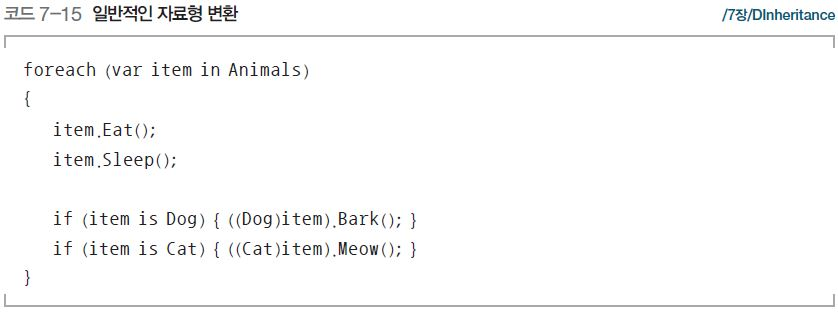 코드 7-15 일반적인 자료형 변환 /7장/DInheritance
foreach (var item in Animals)
{
item.Eat();
item.Sleep();
if (item is Dog) { ((Dog)item).Bark(); }
if (item is Cat) { ((Cat)item).Meow(); }
}